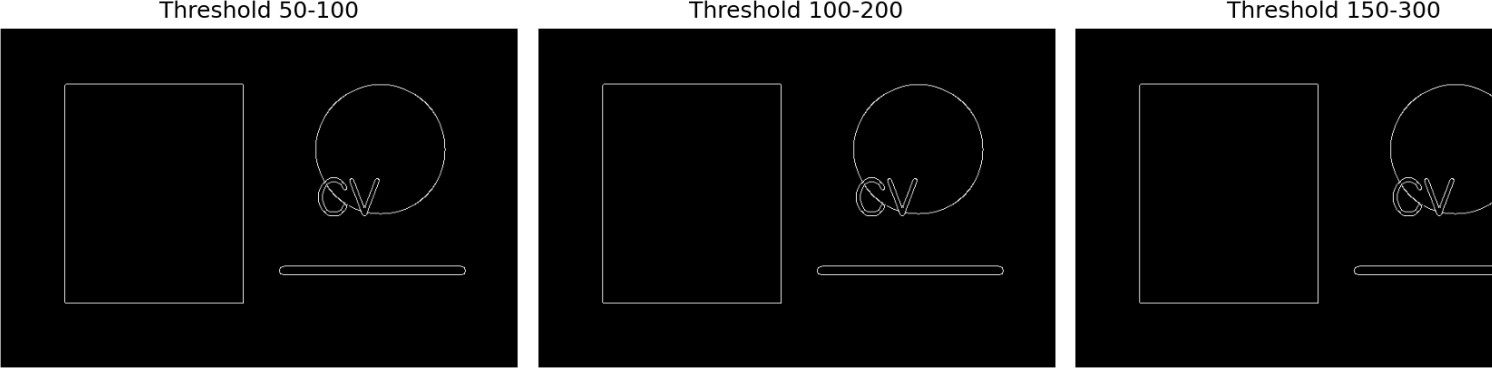 Threshold 50-100
Threshold 100-200
Threshold 150-300
CV
CV
CV